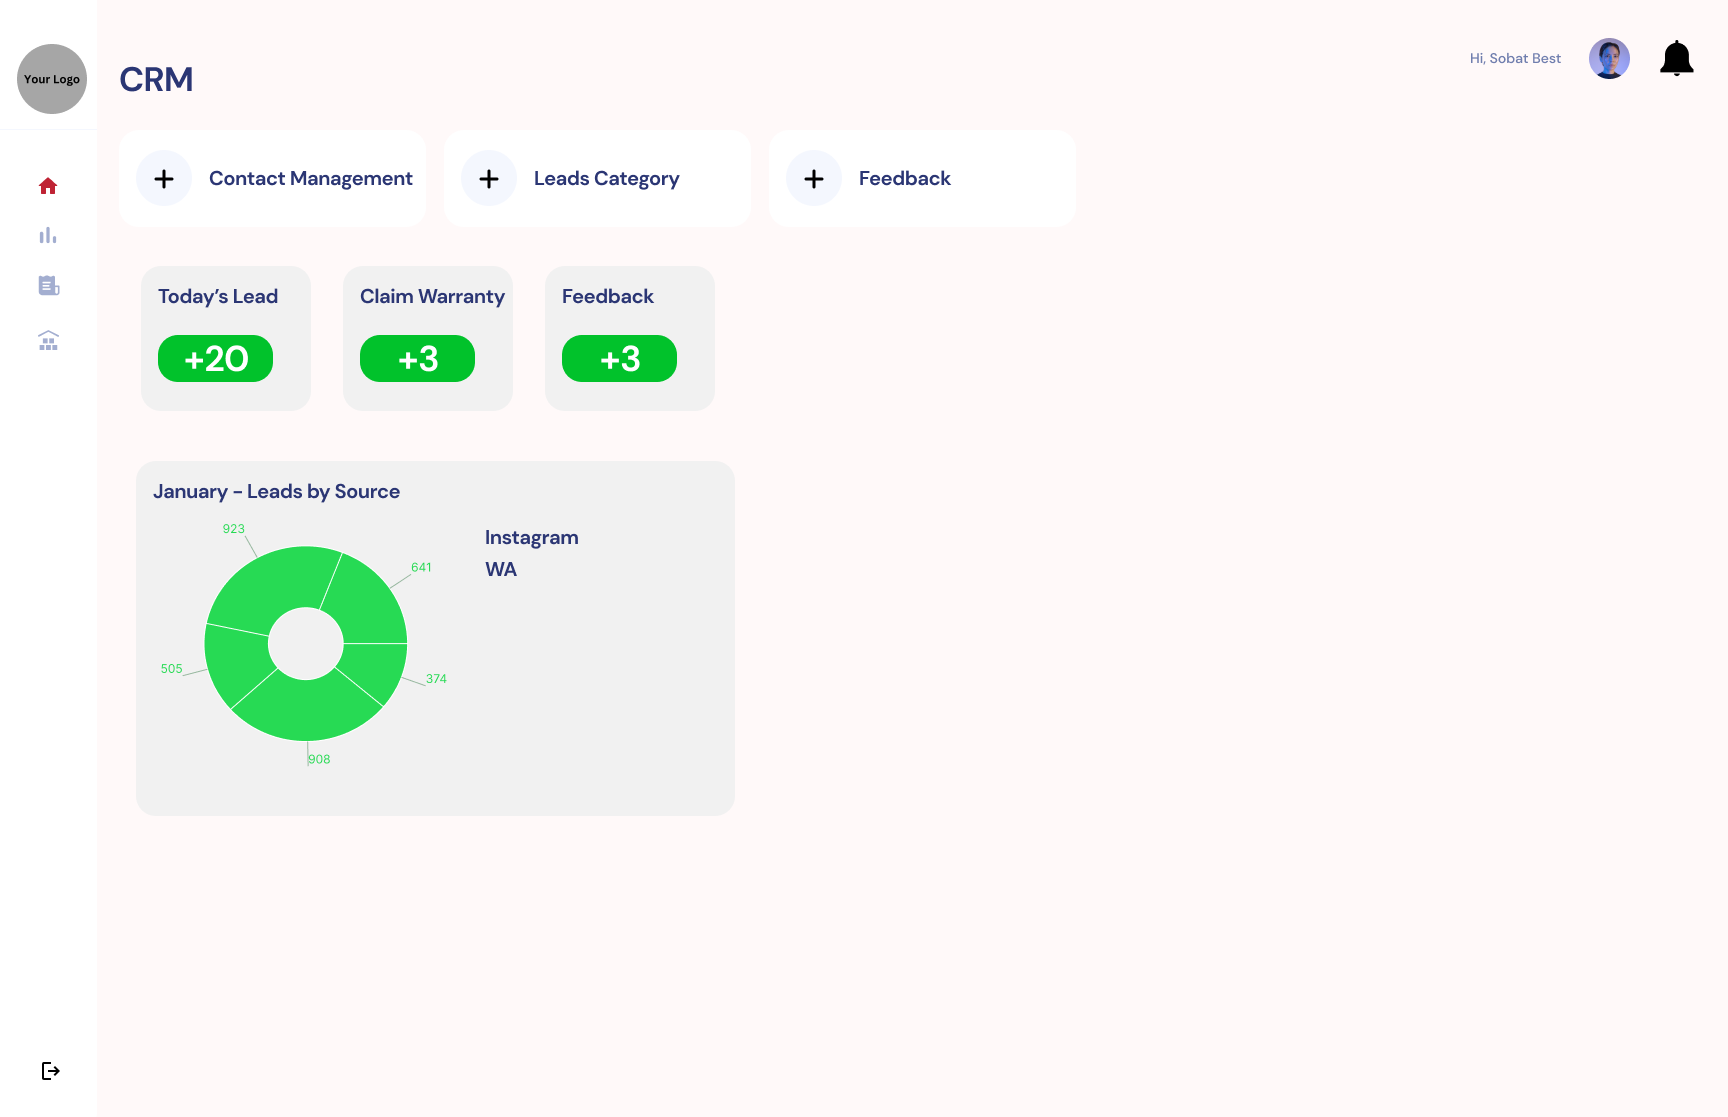 Your Logo
CRM
Hi, Sobat Best
Contact Management
Leads Category
Feedback
Today’s Lead
Claim Warranty
Feedback
+20
+3
+3
January - Leads by Source
923
641
505
374
908
Instagram
WA